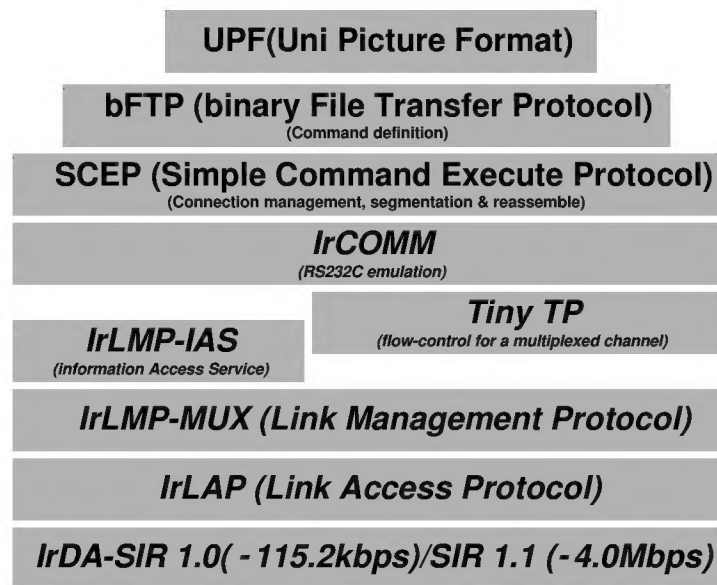 UPF(Uni Picture Format)
bFTP (binary File Transfer Protocol)
(Command definition)
SCEP (Simple Command Execute Protocol)
(Connection management, segmentation & reassemble)
IrCOMM
(RS232C emulation)
Tiny TP
(flow-control for a multiplexed channel)
IrLMP-IAS
(information Access Service)
IrLMP-MUX (Link Management Protocol)
IrLAP (Link Access Protocol)
IrDA-SIR 1.0( - 115.2kbps)/SIR 1.1 (- 4.0Mbps)